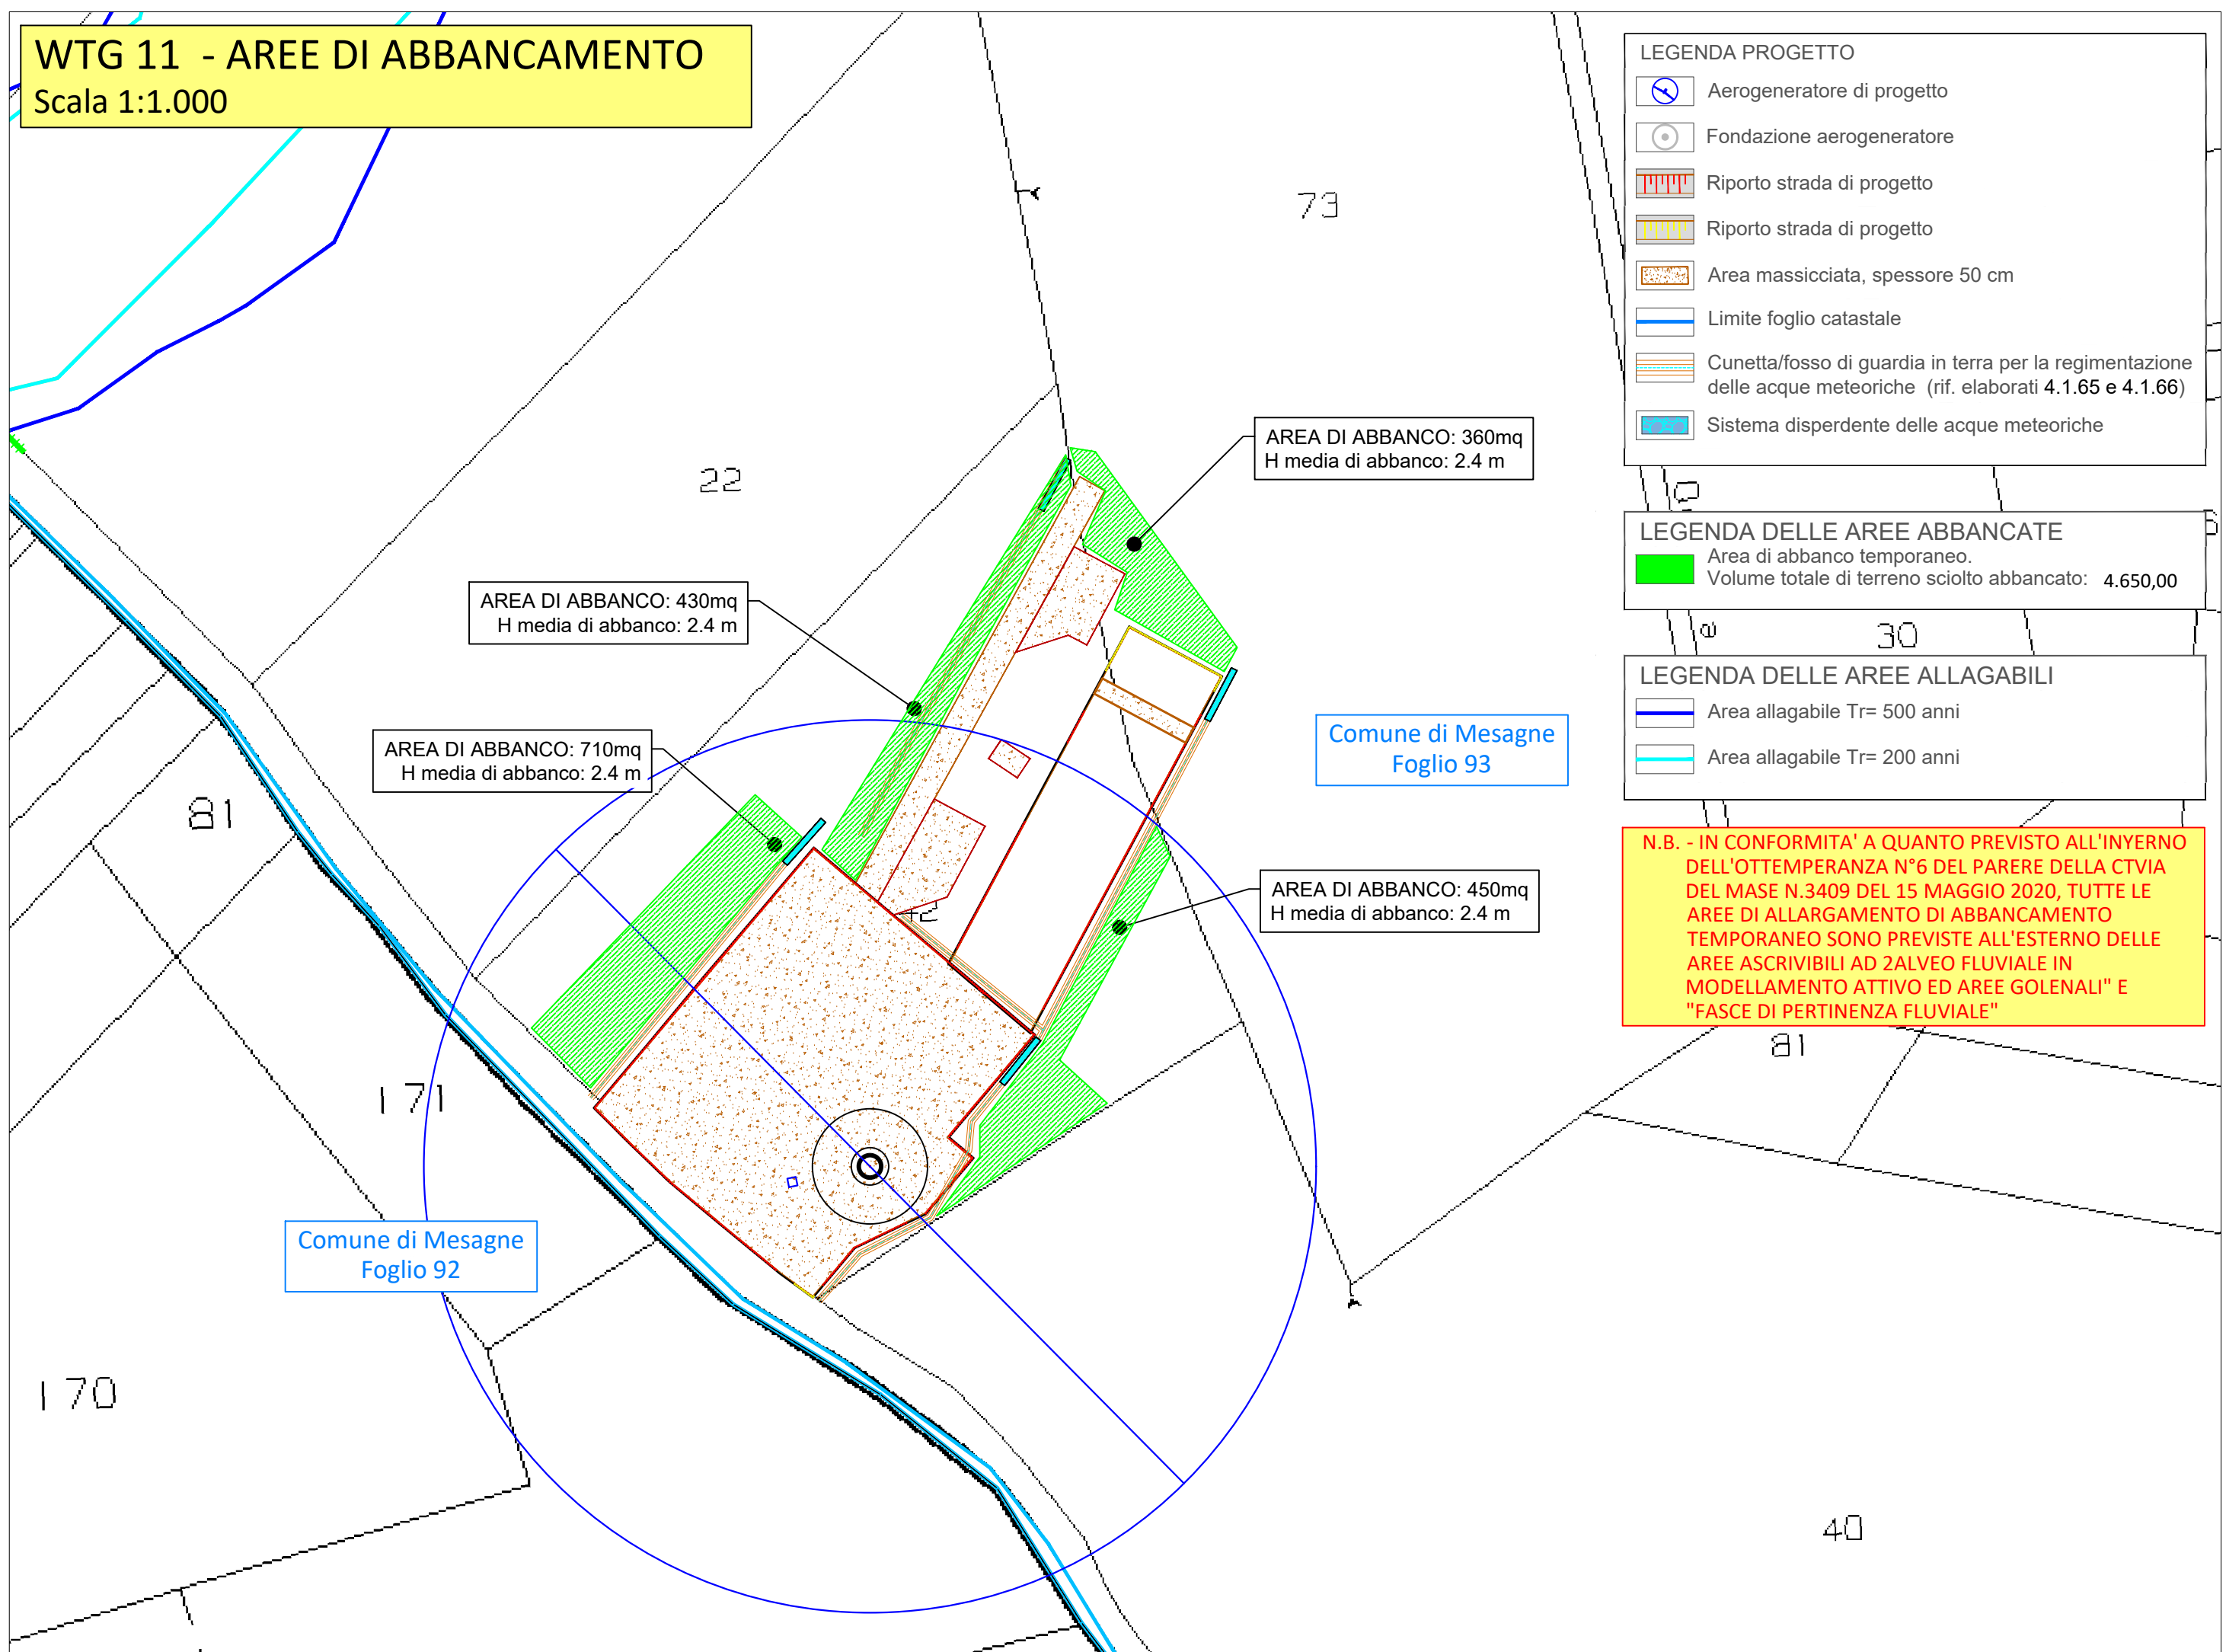 WTG 11 - AREE DI ABBANCAMENTO
Scala 1:1.000
LEGENDA PROGETTO
Aerogeneratore di progetto
Fondazione aerogeneratore
Riporto strada di progetto
Riporto strada di progetto
Area massicciata, spessore 50 cm
Limite foglio catastale
Cunetta/fosso di guardia in terra per la regimentazione
delle acque meteoriche (rif. elaborati 4.1.65 e 4.1.66)
Sistema disperdente delle acque meteoriche
LEGENDA DELLE AREE ABBANCATE
Area di abbanco temporaneo.
Volume totale di terreno sciolto abbancato: 4.650,00
LEGENDA DELLE AREE ALLAGABILI
Area allagabile Tr= 500 anni
Area allagabile Tr= 200 anni
N.B. - IN CONFORMITA' A QUANTO PREVISTO ALL'INYERNO
DELL'OTTEMPERANZA N°6 DEL PARERE DELLA CTVIA
DEL MASE N.3409 DEL 15 MAGGIO 2020, TUTTE LE
AREE DI ALLARGAMENTO DI ABBANCAMENTO
TEMPORANEO SONO PREVISTE ALL'ESTERNO DELLE
AREE ASCRIVIBILI AD 2ALVEO FLUVIALE IN
MODELLAMENTO ATTIVO ED AREE GOLENALI" E
"FASCE DI PERTINENZA FLUVIALE"
73
22
AREA DI ABBANCO: 360mq
H media di abbanco: 2.4 m
AREA DI ABBANCO: 430mq
H media di abbanco: 2.4 m
30
AREA DI ABBANCO: 710mq
H media di abbanco: 2.4 m
Comune di Mesagne
Foglio 93
81
AREA DI ABBANCO: 450mq
H media di abbanco: 2.4 m
81
171
Comune di Mesagne
Foglio 92
170
40